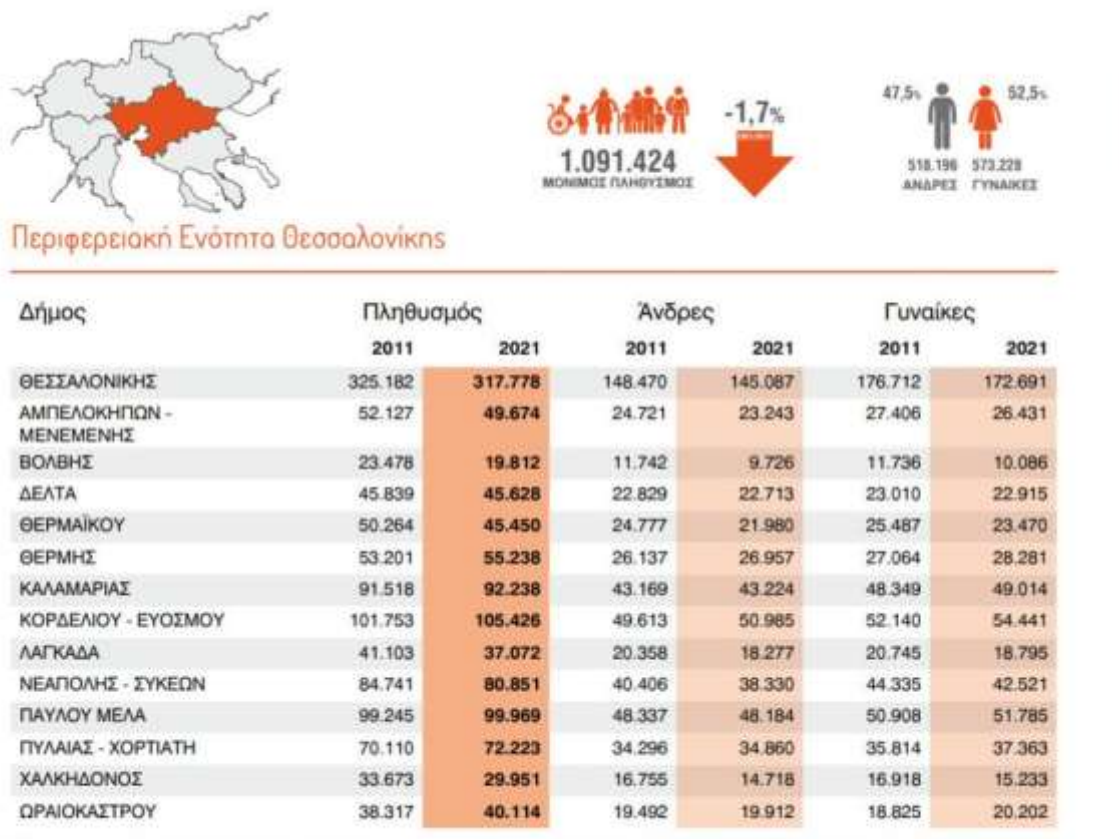 -1,7%
47,5%
52,5%
1.091.424
ΜΟΝΙΜΟΣ ΠΛΗΘΥΣΜΟΣ
518.196 573.228
ΑΝΔΡΕΣ ΓΥΝΑΙΚΕΣ
Περιφερειακή Ενότητα Θεσσαλονίκης
Δήμος Πληθυσμός Άνδρες Γυναίκες
2011 2021 2011 2021 2011 2021
ΘΕΣΣΑΛΟΝΙΚΗΣ 325.182 317.778 148.470 145.087 176.712 172.691
ΑΜΠΕΛΟΚΗΠΩΝ - 52.127 49.674 24.721 23.243 27.406 26.431
ΜΕΝΕΜΕΝΗΣ
ΒΟΛΒΗΣ 23.478 19.812 11.742 9.726 11.736 10.086
ΔΕΛΤΑ 45.839 45.628 22.829 22.713 23.010 22.915
ΘΕΡΜΑΪΚΟΥ 50.264 45.450 24.777 21.980 25.487 23.470
ΘΕΡΜΗΣ 53.201 55.238 26.137 26.957 27.064 28.281
ΚΑΛΑΜΑΡΙΑΣ 91.518 92.238 43.169 43.224 48.349 49.014
ΚΟΡΔΕΛΙΟΥ - ΕΥΟΣΜΟΥ 101.753 105.426 49.613 50.985 52.140 54.441
ΛΑΓΚΑΔΑ 41.103 37.072 20.358 18.277 20.745 18.795
ΝΕΑΠΟΛΗΣ - ΣΥΚΕΩΝ 84.741 80.851 40.406 38.330 44.335 42.521
ΠΑΥΛΟΥ ΜΕΛΑ 99.245 99.969 48.337 48.184 50.908 51.785
ΠΥΛΑΙΑΣ - ΧΟΡΤΙΑΤΗ 70.110 72.223 34.296 34.860 35.814 37.363
ΧΑΛΚΗΔΟΝΟΣ 33.673 29.951 16.755 14.718 16.918 15.233
ΩΡΑΙΟΚΑΣΤΡΟΥ 38.317 40.114 19.492 19.912 18.825 20.202